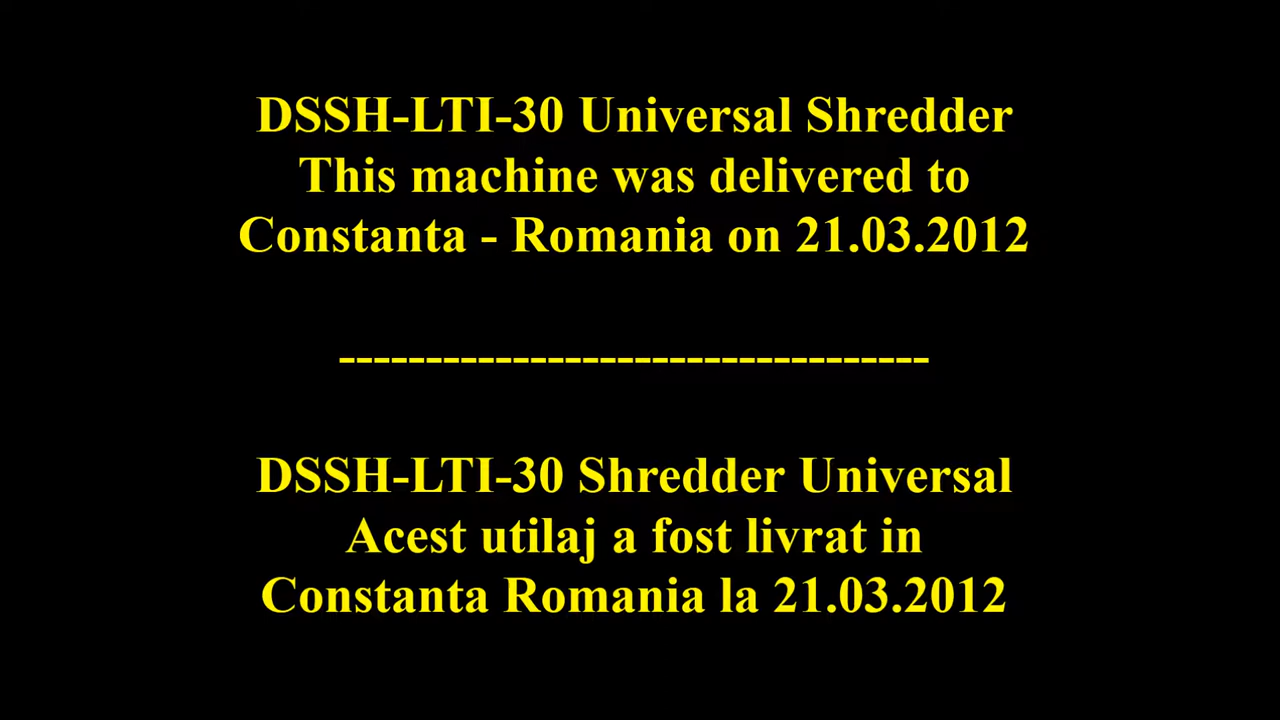 DSSH-LTI-30 Universal Shredder
This machine was delivered to
Constanta - Romania on 21.03.2012
----------------------------------
DSSH-LTI-30 Shredder Universal
Acest utilaj a fost livrat in
Constanta Romania la 21.03.2012